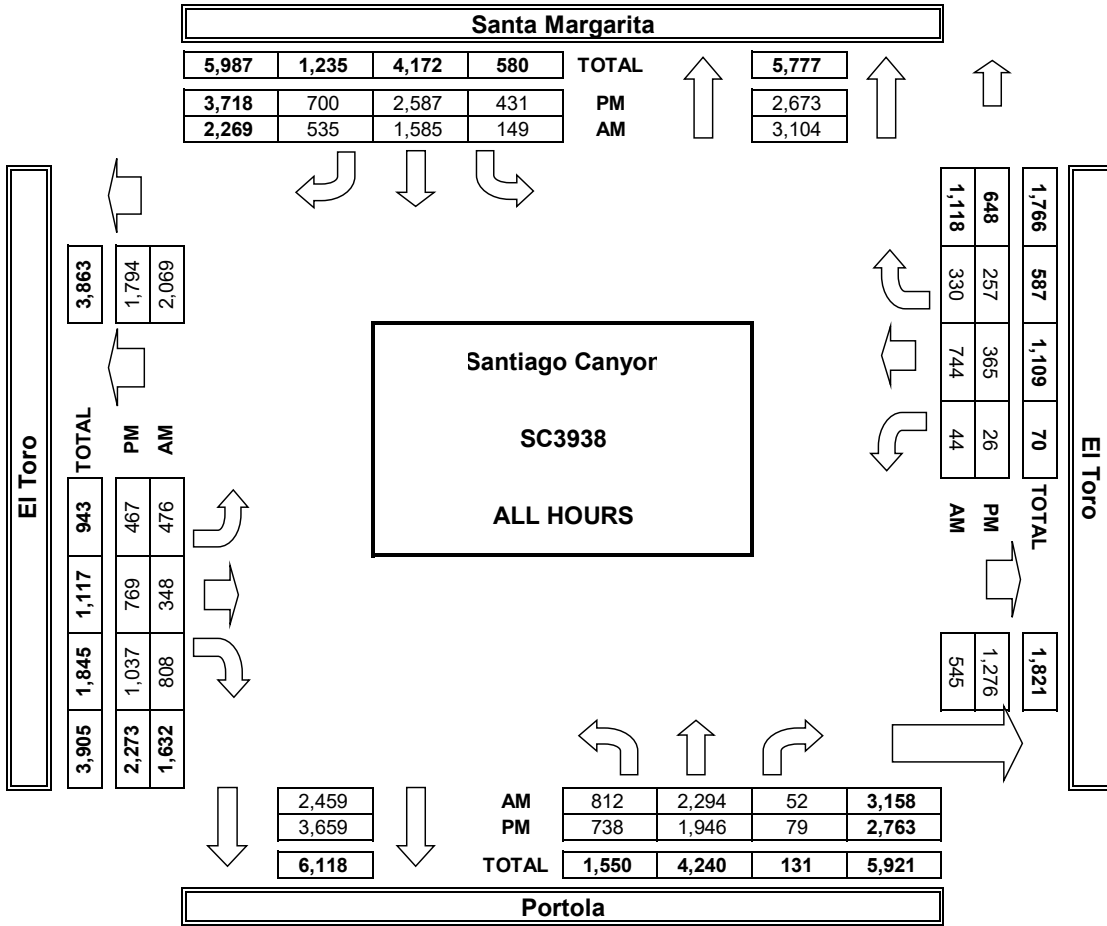 Santa Margarita
5,987 1,235 4,172 580 TOTAL 5,777
3,718 700 2,587 431 PM 2,673
2,269 535 1,585 149 AM 3,104
El Toro
3,863
1,794
2,069
TOTAL
PM
AM
943 1,117 1,845 3,905
467 769 1,037 2,273
476 348 808 1,632
Santiago Canyor
SC3938
ALL HOURS
1,766 587 1,109 70 TOTAL 1,821
648 257 365 26 PM 1,276
1,118 330 744 44 AM 545
El Toro
2,459 AM 812 2,294 52 3,158
3,659 PM 738 1,946 79 2,763
6,118 TOTAL 1,550 4,240 131 5,921
Portola